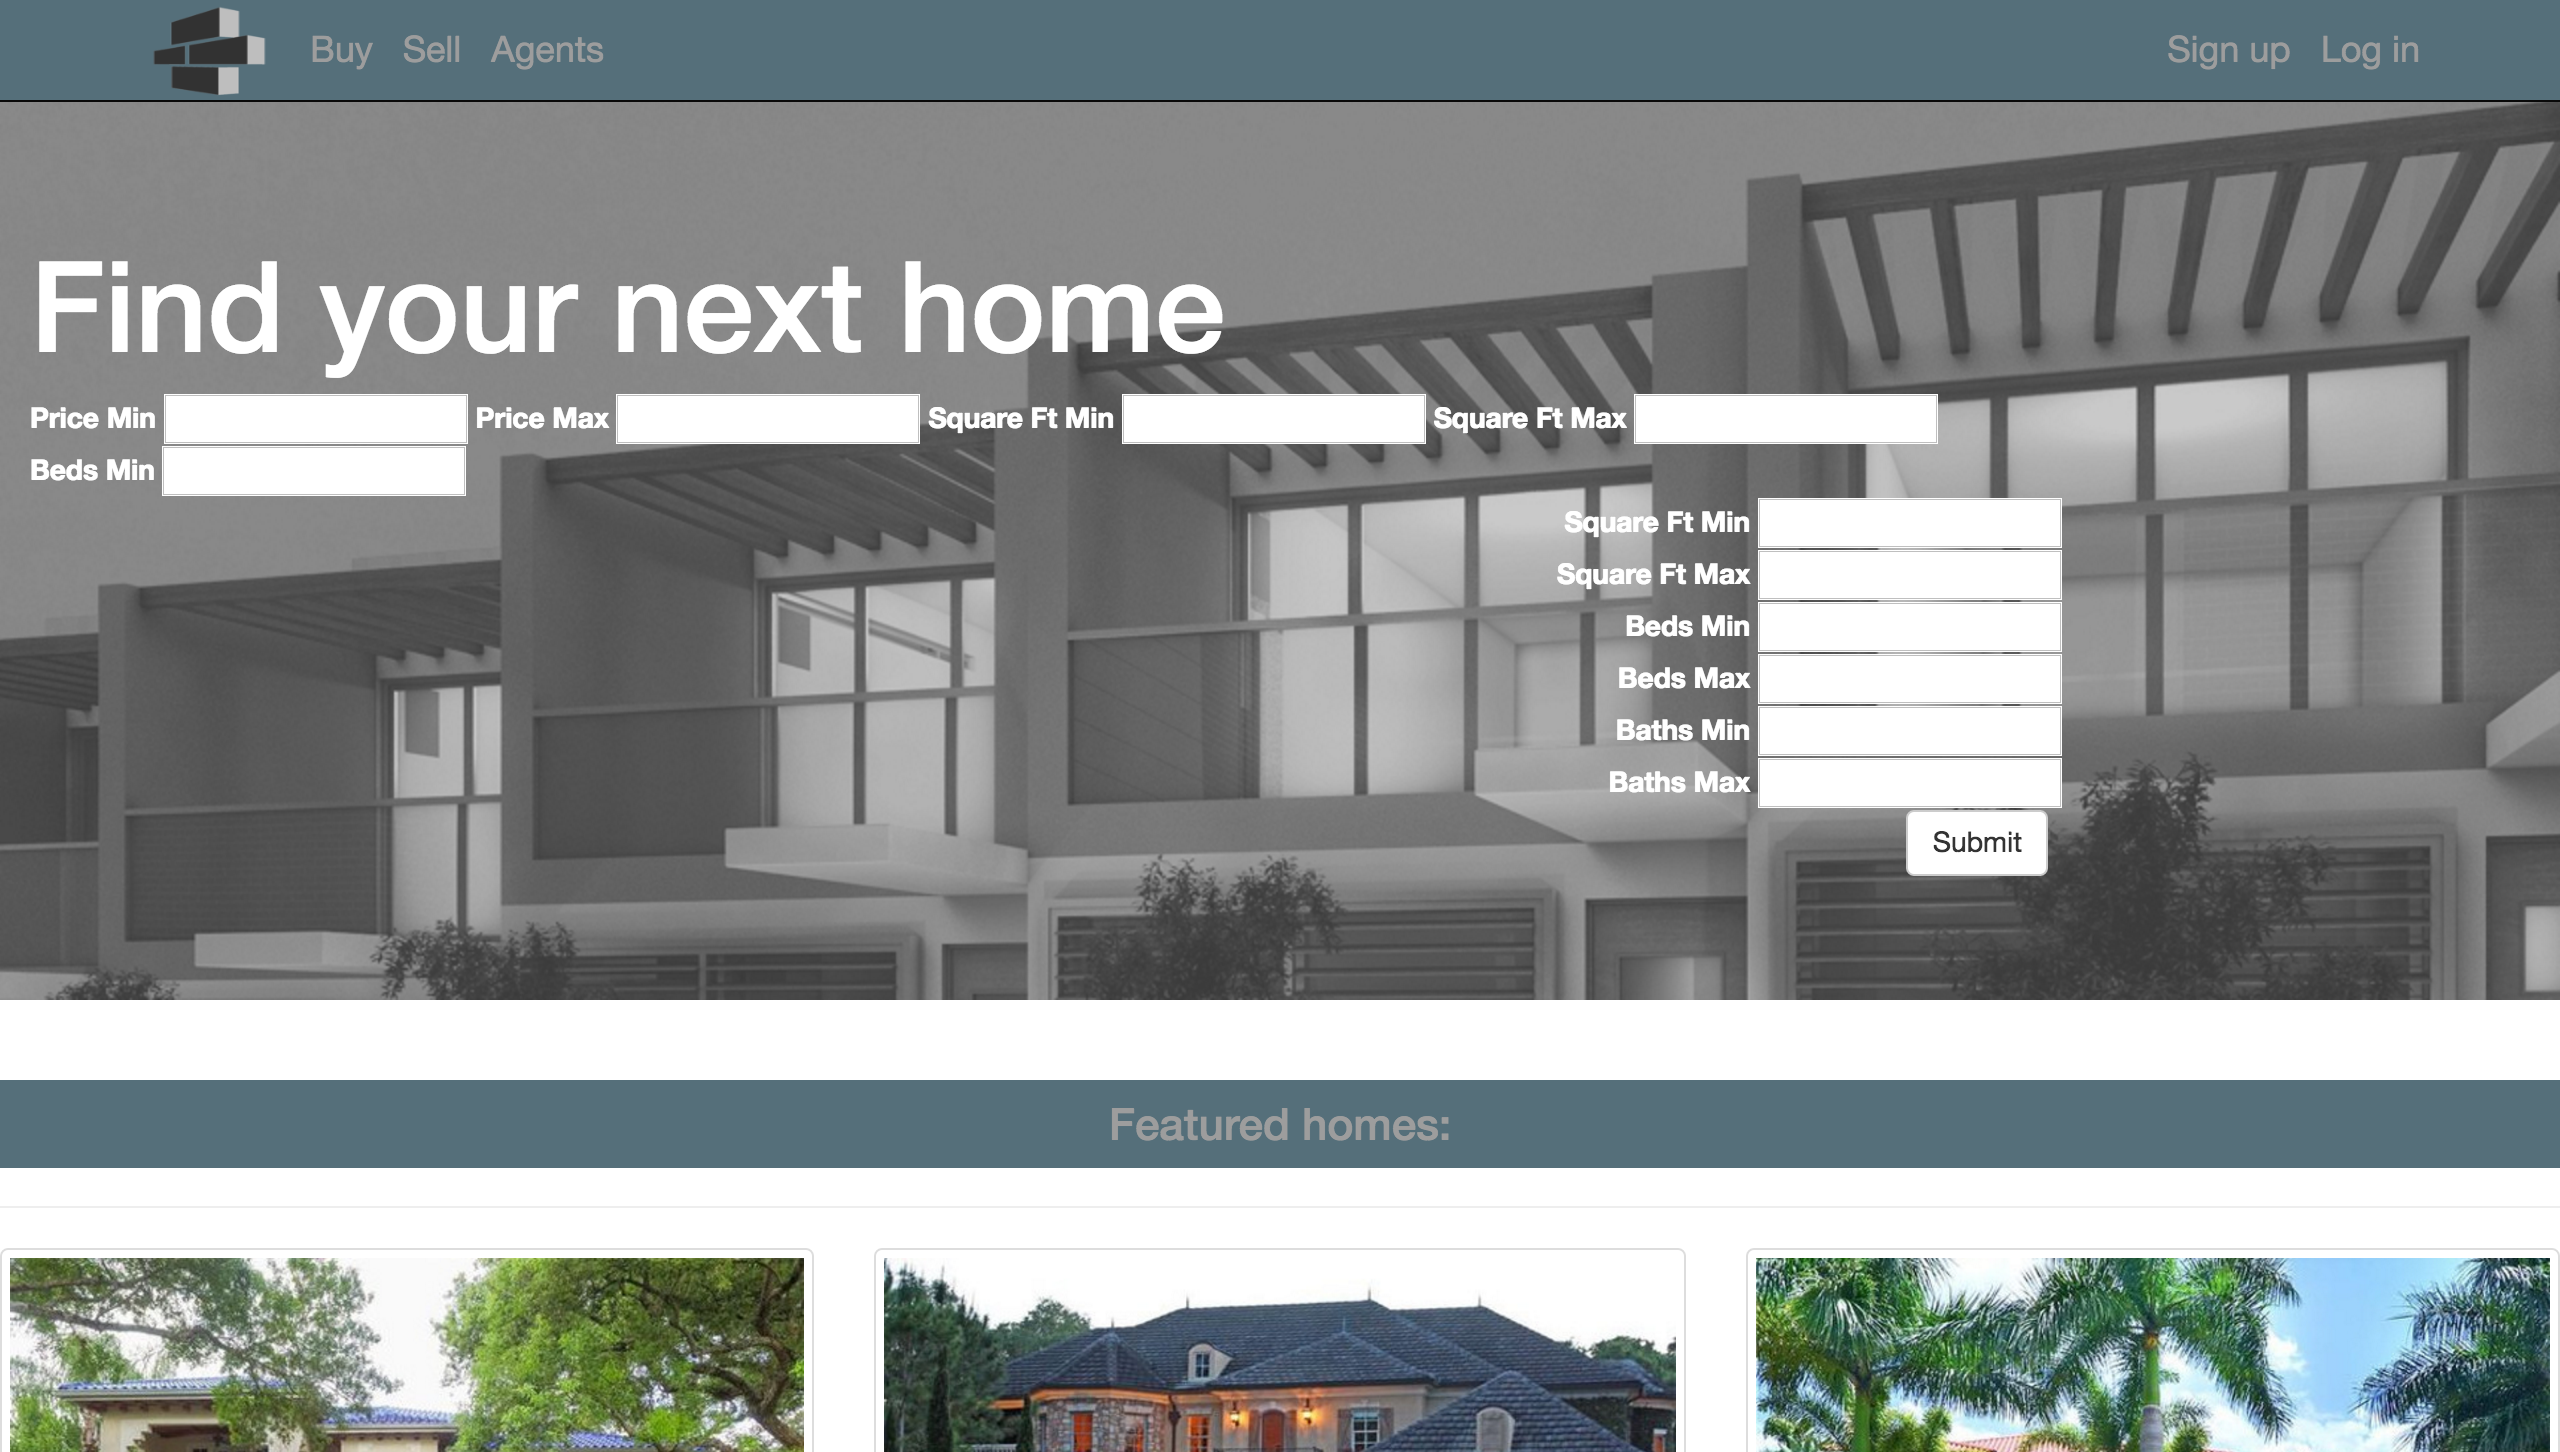 Buy Sell Agents Sign up Log in
Find your next home
Price Min Price Max Square Ft Min Square Ft Max
Beds Min
Square Ft Min
Square Ft Max
Beds Min
Beds Max
Baths Min
Baths Max
Submit
Featured homes: